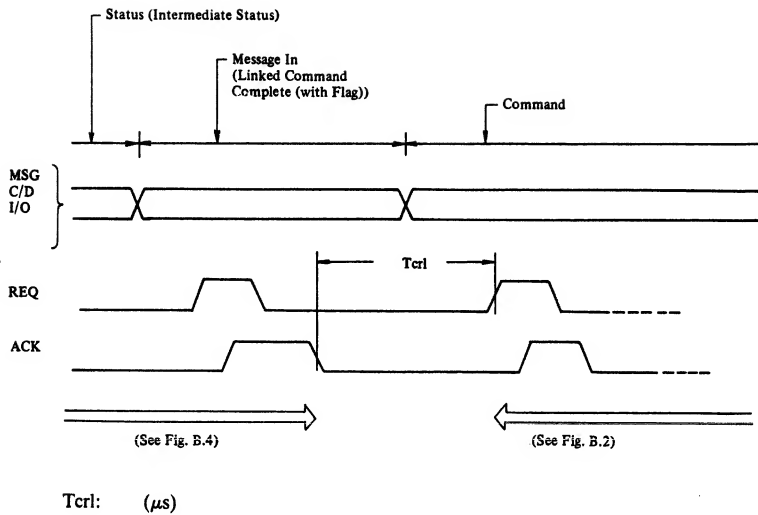 Status (Intermediate Status)
Message In
(Linked Command
Complete (with Flag))
Command
MSG
C/D
I/O
Tcrl
REQ
ACK
(See Fig. B.4)
(See Fig. B.2)
Tcrl: (μs)